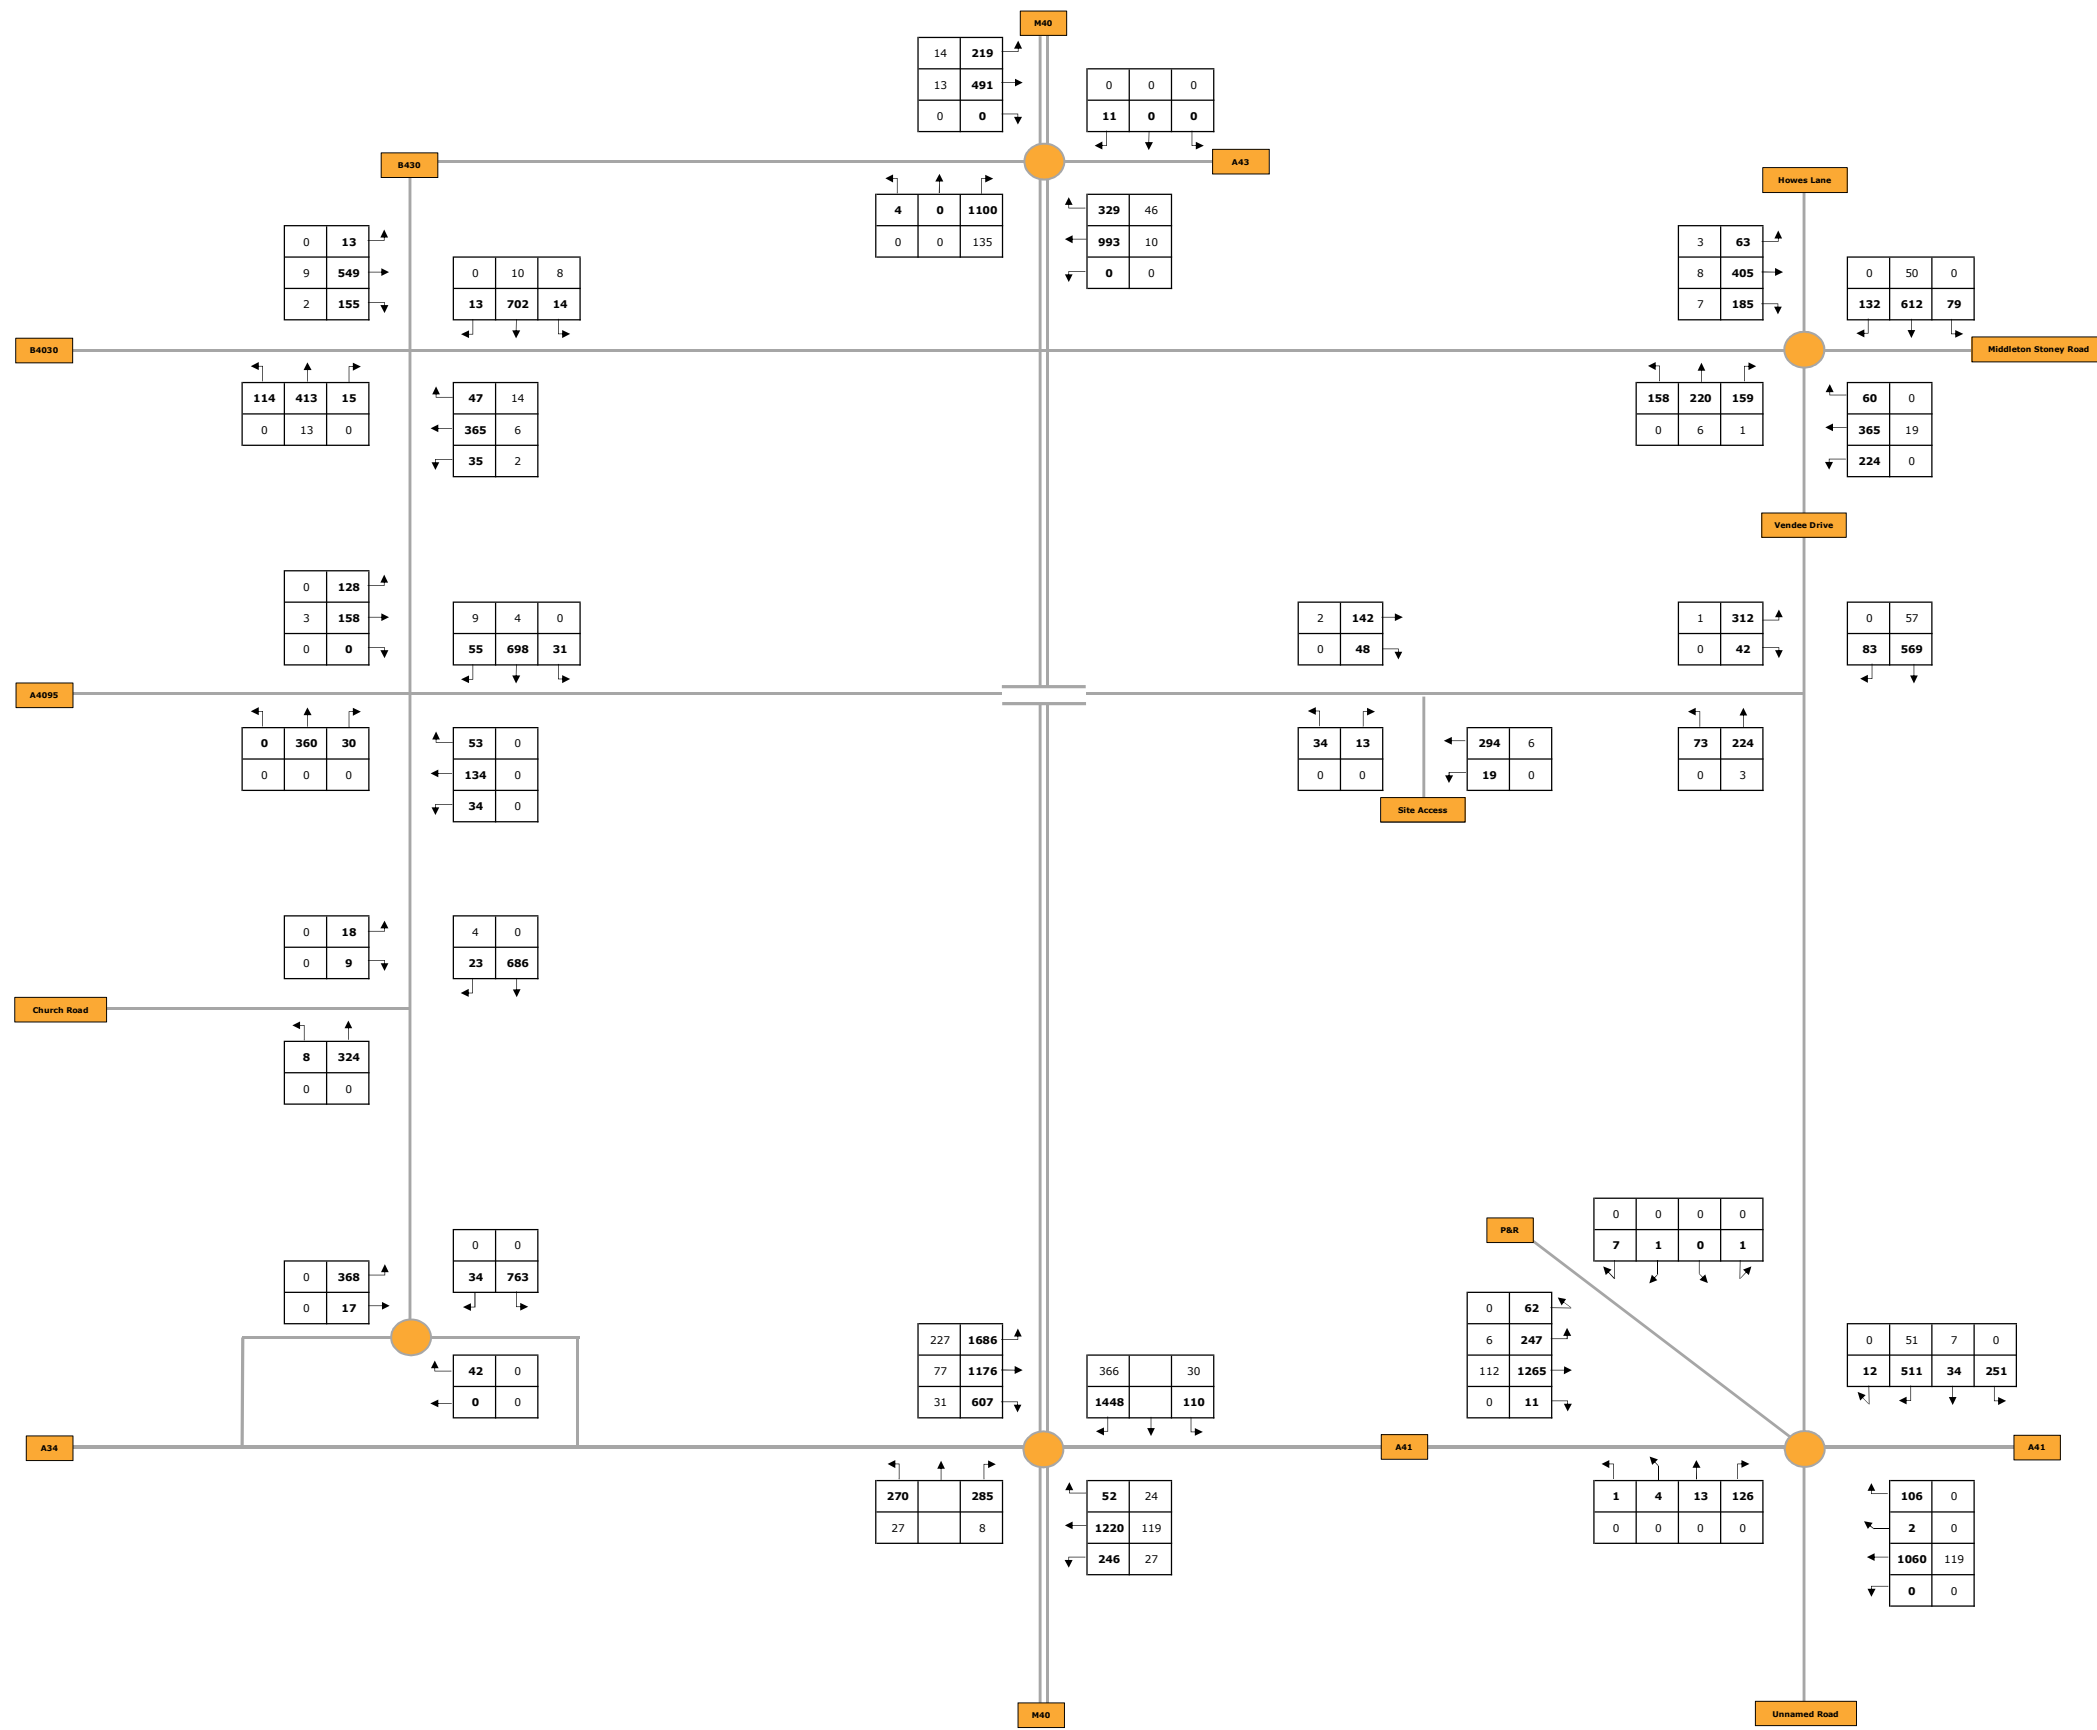 M40
14 219
13 491
0 0
0 0 0
11 0 0
B430
A43
4 0 1100
0 0 135
329 46
993 10
0 0
Howes Lane
0 13
9 549
2 155
0 10 8
13 702 14
3 63
8 405
7 185
0 50 0
132 612 79
B4030
Middleton Stoney Road
114 413 15
0 13 0
47 14
365 6
35 2
158 220 159
0 6 1
60 0
365 19
224 0
Vendee Drive
0 128
3 158
0 0
9 4 0
55 698 31
2 142
0 48
1 312
0 42
0 57
83 569
A4095
0 360 30
0 0 0
53 0
134 0
34 0
34 13
0 0
294 6
19 0
73 224
0 3
Site Access
0 18
0 9
4 0
23 686
Church Road
8 324
0 0
P&R
0 0 0 0
7 1 0 1
0 368
0 17
0 0
34 763
42 0
0 0
227 1686
77 1176
31 607
366 30
1448 110
0 62
6 247
112 1265
0 11
0 51 7 0
12 511 34 251
A34
A41
A41
270 285
27 8
52 24
1220 119
246 27
1 4 13 126
0 0 0 0
106 0
2 0
1060 119
0 0
M40
Unnamed Road